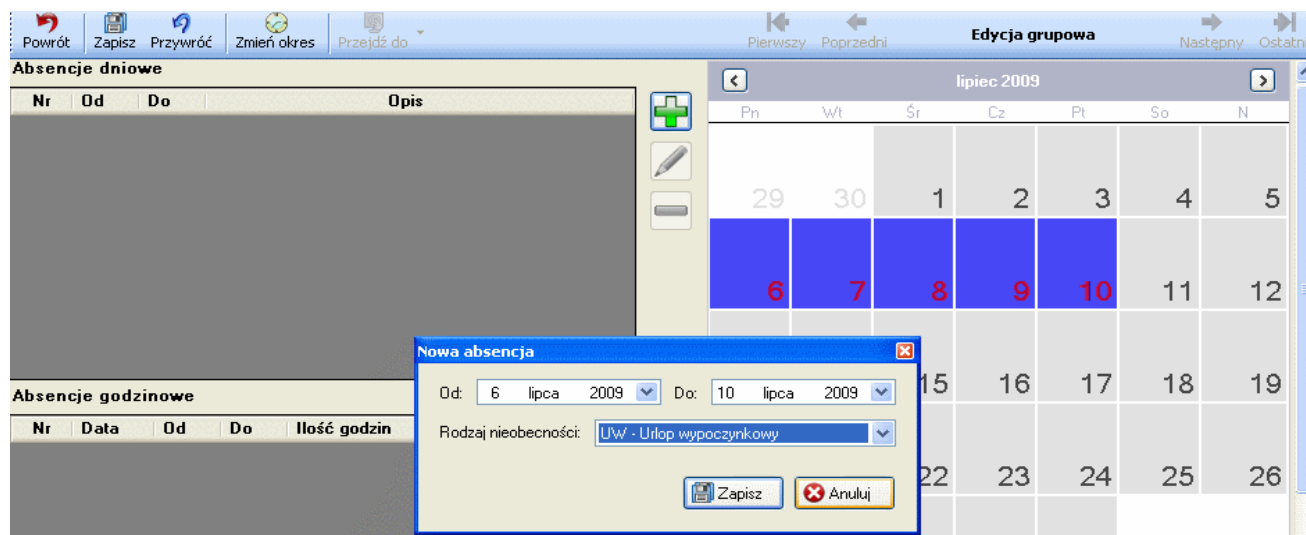 Powrót Zapisz Przywróć Zmień okres Przejdź do Pierwszy Poprzedni Edycja grupowa Następny Ostatni
Absencje dniowe
Nr Od Do Opis
lipiec 2009
Pn Wt Śr Cz Pt So N
29 30 1 2 3 4 5
6 7 8 9 10 11 12
Nowa absencja
Od: 6 lipca 2009 Do: 10 lipca 2009
15 16 17 18 19
Absencje godzinowe
Nr Data Od Do Ilość godzin
Rodzaj nieobecności: UW - Urlop wypoczynkowy
22 23 24 25 26
Zapisz Anuluj